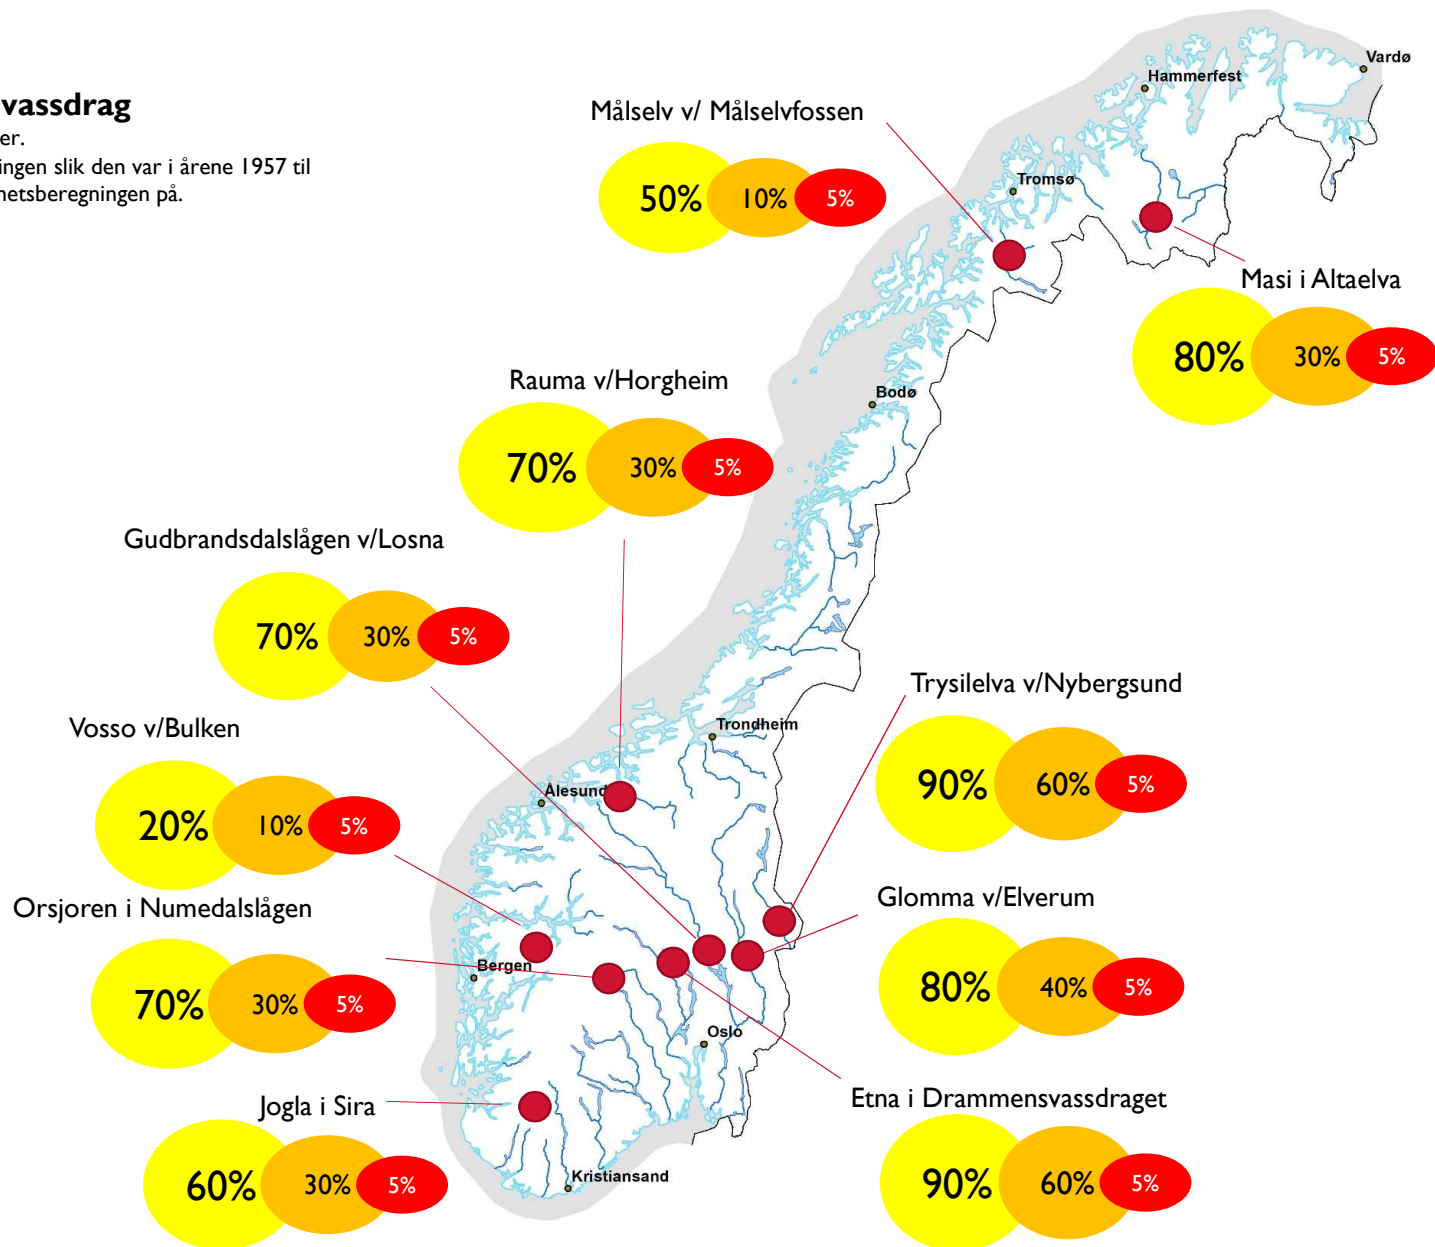 vassdrag
er.
ingen slik den var i årene 1957 til
hetsberegningen på.
Målselv v/ Målselvfossen
50% 10% 5%
Vardø
Hammerfest
Tromsø
Masi i Altaelva
80% 30% 5%
Rauma v/Horgheim
70% 30% 5%
Bodø
Gudbrandsdalslågen v/Losna
70% 30% 5%
Trysilelva v/Nybergsund
90% 60% 5%
Trondheim
Vosso v/Bulken
20% 10% 5%
Ålesund
Glomma v/Elverum
80% 40% 5%
Orsjoren i Numedalslågen
70% 30% 5%
Bergen
Oslo
Etna i Drammensvassdraget
90% 60% 5%
Jogla i Sira
60% 30% 5%
Kristiansand